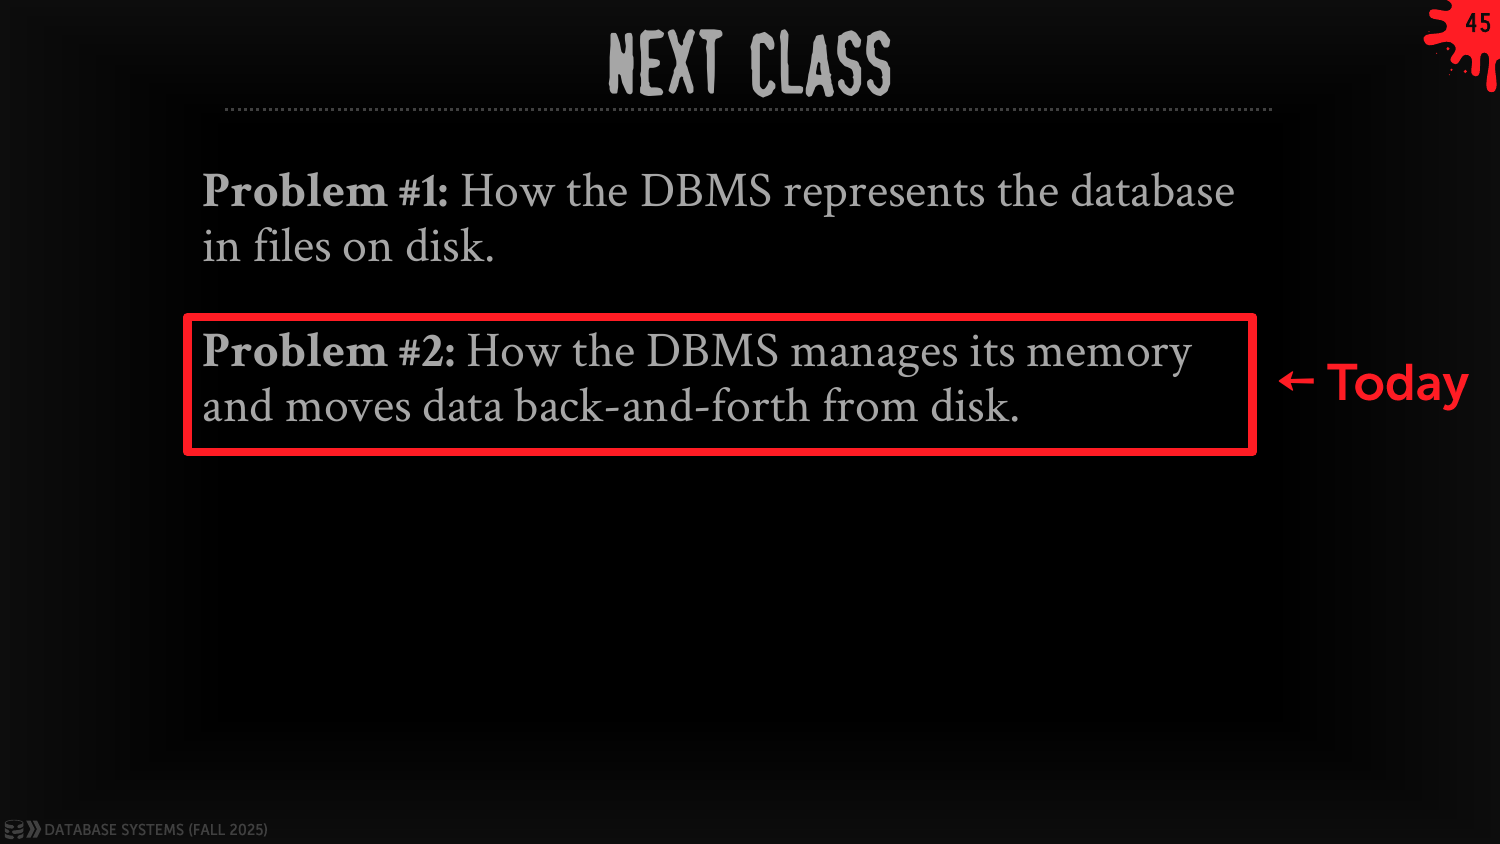 45
NEXT CLASS
Problem #1: How the DBMS represents the database
in files on disk.
Problem #2: How the DBMS manages its memory
and moves data back-and-forth from disk.
← Today
DATABASE SYSTEMS (FALL 2025)